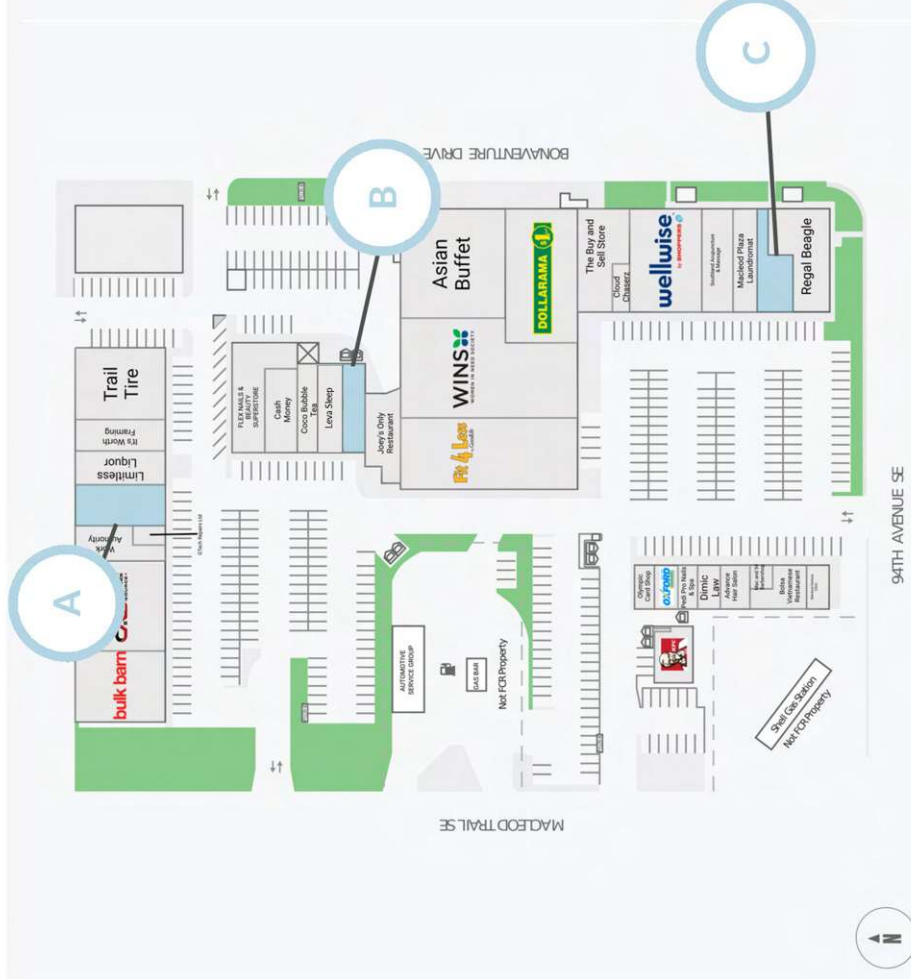 C
BONAVENTURE DRIVE
B
Asian
Buffet
DOLLARAMA $1
The Buy and
Sell Store
Cloud
Chaserz
wellwise
by SHOPPERS
Southland Acupuncture
& Massage
Macleod Plaza
Laundromat
Regal Beagle
Trail
Tire
It's Worth
Framing
Limitless
Liquor
Work
Authority
A
bulk barn
FLEX NAILS &
BEAUTY
SUPERSTORE
Cash
Money
Coco Bubble
Tea
Leva Sleep
Joey's Only
Restaurant
WINS
WOMEN IN NEED SOCIETY
Fit 4 Less
by GoodLife
AUTOMOTIVE
SERVICE GROUP
GAS BAR
Not FCR Property
Olympic
Card Shop
OXFORD
Pedi Pro Nails
& Spa
Dimic
Law
Advance
Hair Salon
Bolsa
Vietnamese
Restaurant
KFC
Shell Gas Station
Not FCR Property
94TH AVENUE SE
MACLEOD TRAIL SE
N